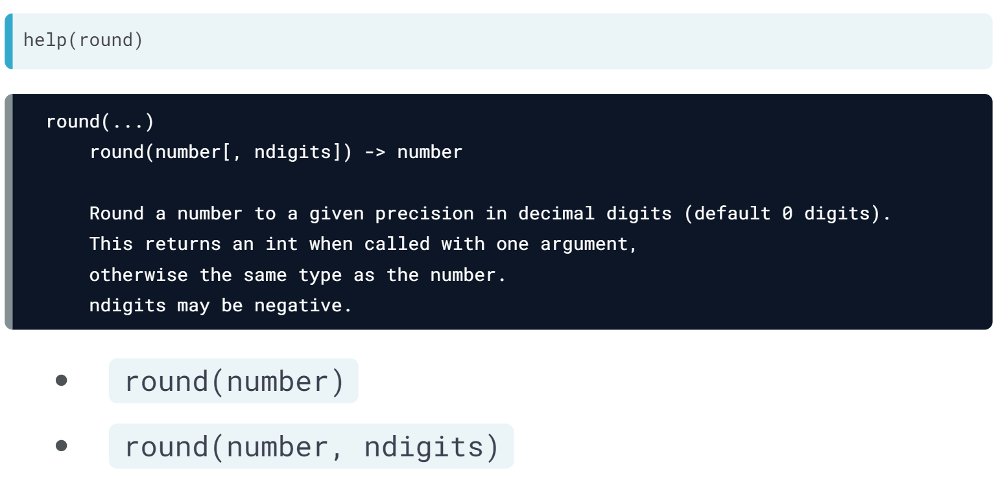 help(round)
round(...)
round(number[, ndigits]) -> number
Round a number to a given precision in decimal digits (default 0 digits).
This returns an int when called with one argument,
otherwise the same type as the number.
ndigits may be negative.
round(number)
round(number, ndigits)